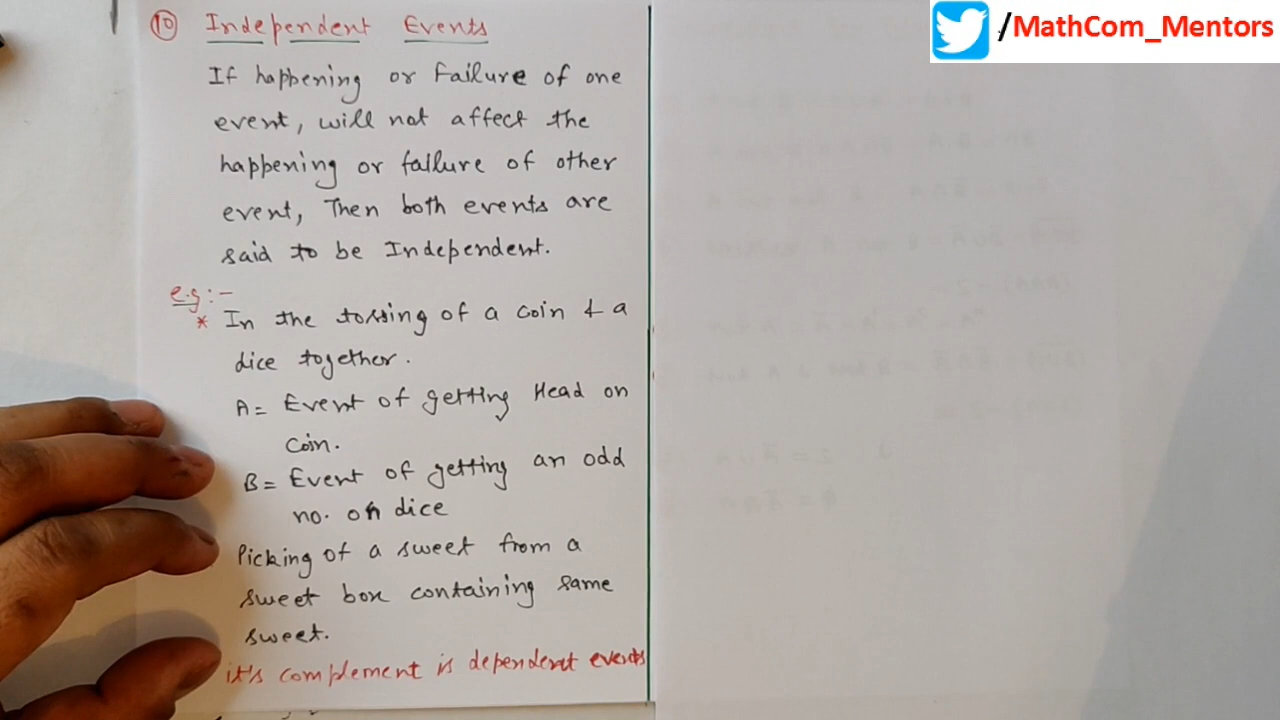 /MathCom_Mentors
10 Independent Events
If happening or Failure of one
event, will not affect the
happening or failure of other
event, Then both events are
said to be Independent.
e.g:-
* In the tossing of a coin & a
dice together.
A = Event of getting Head on
Coin.
B = Event of getting an odd
no. on dice
Picking of a sweet from a
sweet box containing same
sweet.
it's complement is dependent events